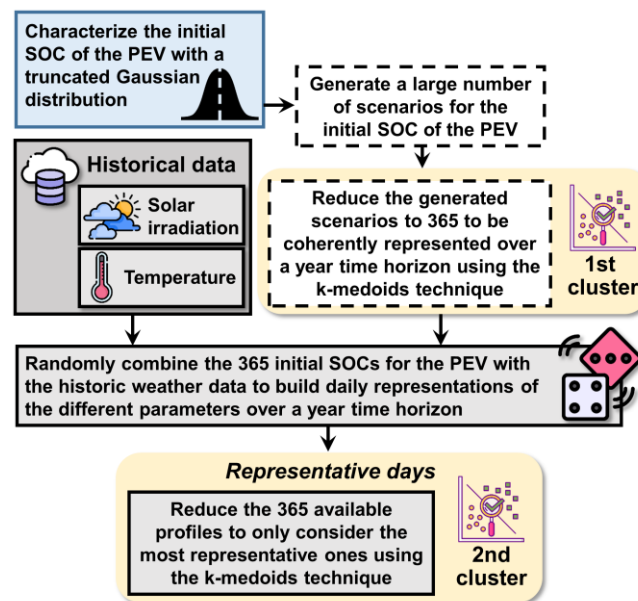 Characterize the initial
SOC of the PEV with a
truncated Gaussian
distribution
Generate a large number
of scenarios for the
initial SOC of the PEV
Historical data
Solar
irradiation
Temperature
Reduce the generated
scenarios to 365 to be
coherently represented over
a year time horizon using the
k-medoids technique
1st
cluster
Randomly combine the 365 initial SOCs for the PEV with
the historic weather data to build daily representations of
the different parameters over a year time horizon
Representative days
Reduce the 365 available
profiles to only consider the
most representative ones using
the k-medoids technique
2nd
cluster